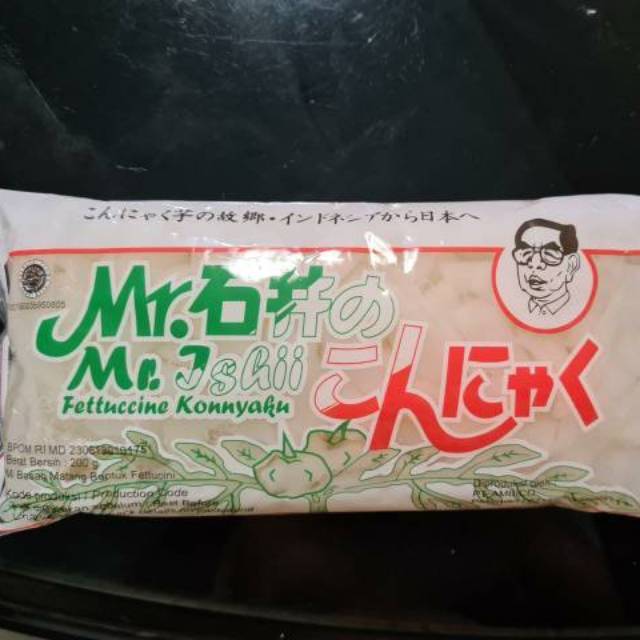 こんにゃく芋の故郷・インドネシアから日本へ
Mr.石井の
Mr. Ishii
こんにゃく
Fettuccine Konnyaku
BPOM RI MD
Berat Bersih : 200 g
Mi Basah Matang Bentuk Fettucini
Kode produksi / Production Code